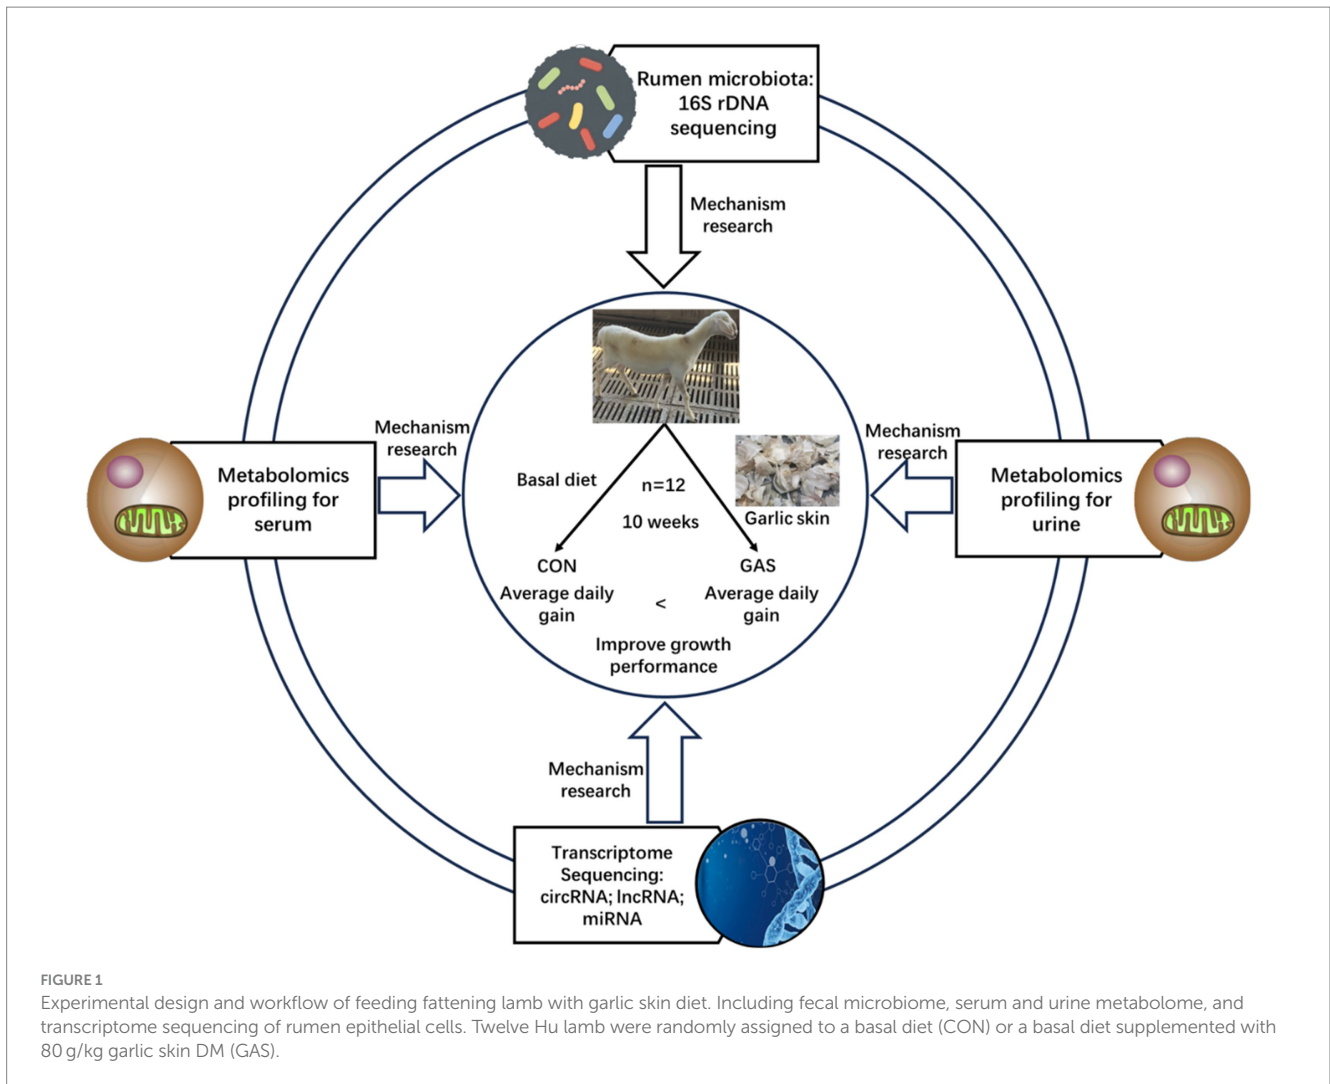 Rumen microbiota:
16S rDNA
sequencing
Mechanism
research
Mechanism
research
Metabolomics
profiling for
serum
Mechanism
research
Metabolomics
profiling for
urine
Basal diet
n=12
10 weeks
Garlic skin
CON
GAS
Average daily
gain
<
Average daily
gain
Improve growth
performance
Mechanism
research
Transcriptome
Sequencing:
circRNA; lncRNA;
miRNA
FIGURE 1
Experimental design and workflow of feeding fattening lamb with garlic skin diet. Including fecal microbiome, serum and urine metabolome, and
transcriptome sequencing of rumen epithelial cells. Twelve Hu lamb were randomly assigned to a basal diet (CON) or a basal diet supplemented with
80 g/kg garlic skin DM (GAS).